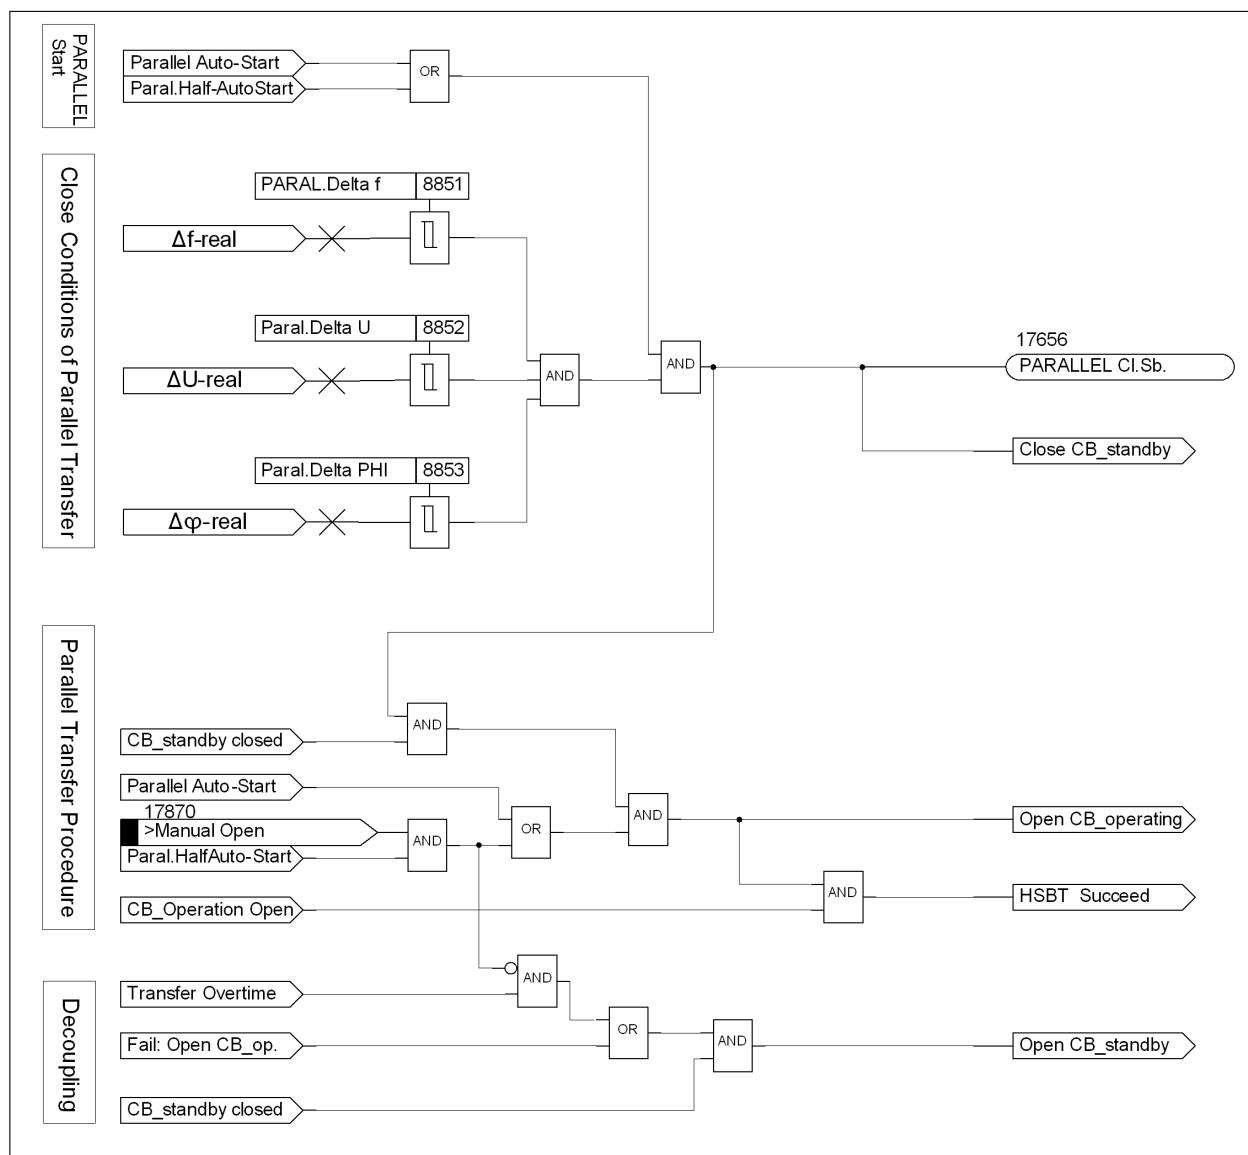 PARALLEL
Start
Parallel Auto-Start
Paral.Half-AutoStart
OR
Close Conditions of Parallel Transfer
PARAL.Delta f 8851
Δf-real
Paral.Delta U 8852
ΔU-real
AND
AND
17656
PARALLEL Cl.Sb.
Close CB_standby
Paral.Delta PHI 8853
Δφ-real
Parallel Transfer Procedure
AND
CB_standby closed
Parallel Auto-Start
17870
>Manual Open
Paral.HalfAuto-Start
AND
OR
AND
Open CB_operating
CB_Operation Open
AND
HSBT Succeed
Decoupling
AND
Transfer Overtime
Fail: Open CB_op.
OR
AND
Open CB_standby
CB_standby closed